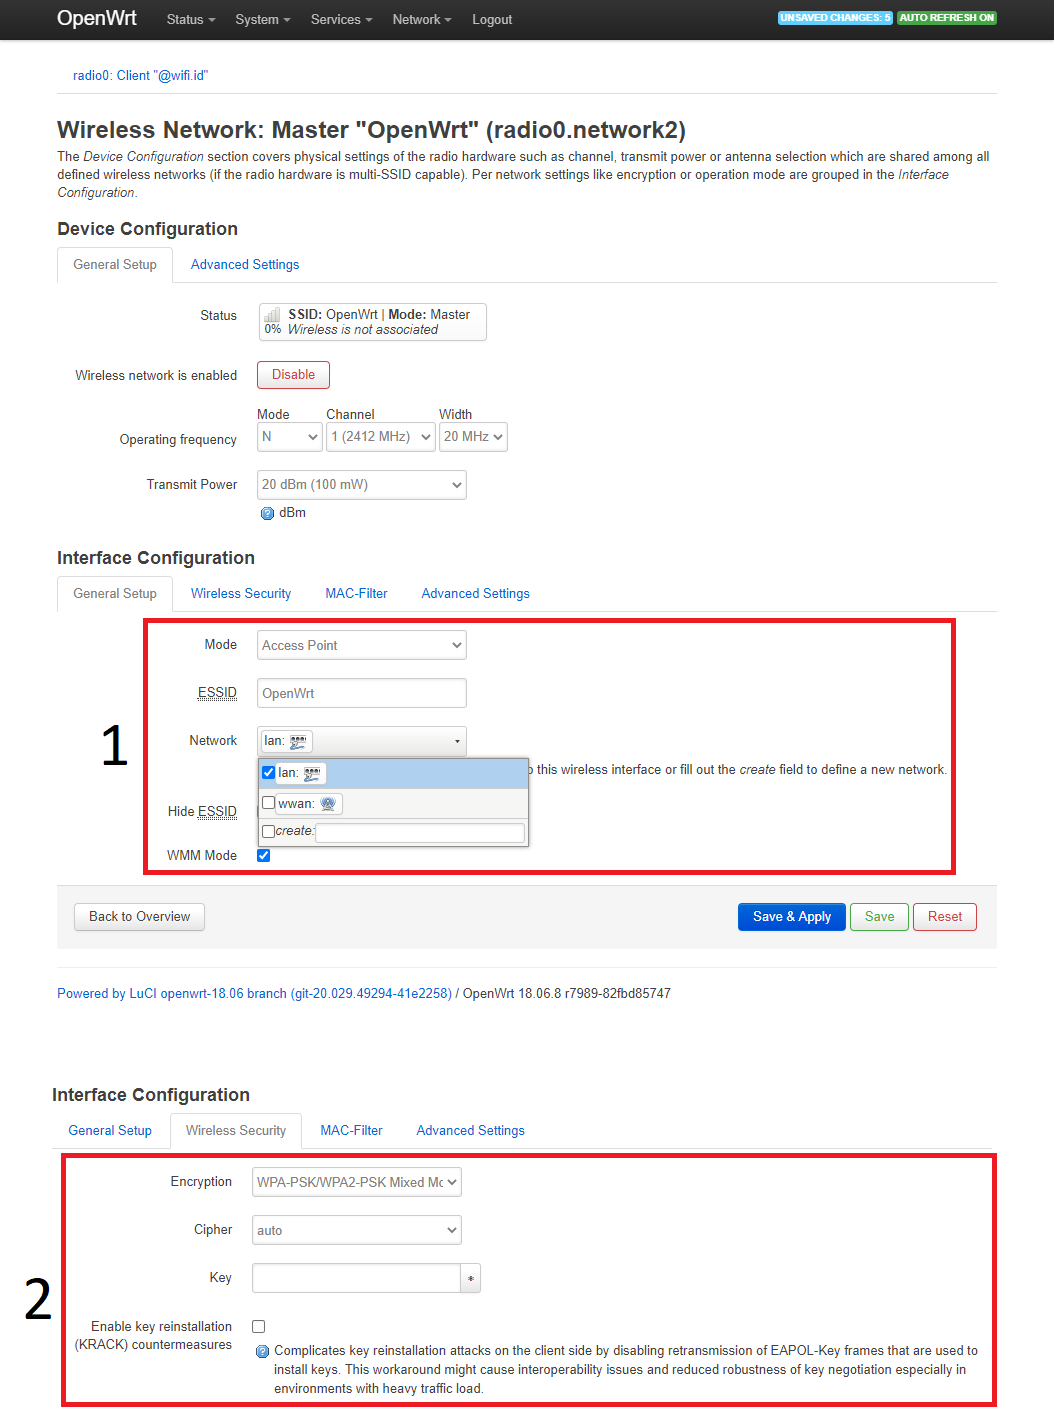 OpenWrt Status System Services Network Logout UNSAVED CHANGES: 5 AUTO REFRESH ON
radio0: Client "@wifi.id"
Wireless Network: Master "OpenWrt" (radio0.network2)
The Device Configuration section covers physical settings of the radio hardware such as channel, transmit power or antenna selection which are shared among all
defined wireless networks (if the radio hardware is multi-SSID capable). Per network settings like encryption or operation mode are grouped in the Interface
Configuration.
Device Configuration
General Setup Advanced Settings
Status
SSID: OpenWrt | Mode: Master
0% Wireless is not associated
Wireless network is enabled Disable
Mode Channel Width
Operating frequency N 1 (2412 MHz) 20 MHz
Transmit Power 20 dBm (100 mW)
dBm
Interface Configuration
General Setup Wireless Security MAC-Filter Advanced Settings
Mode Access Point
ESSID OpenWrt
1
Network lan:
lan:
this wireless interface or fill out the create field to define a new network.
wwan:
Hide ESSID
create:
WMM Mode
Back to Overview Save & Apply Save Reset
Powered by LuCI openwrt-18.06 branch (git-20.029.49294-41e2258) / OpenWrt 18.06.8 r7989-82fbd85747
Interface Configuration
General Setup Wireless Security MAC-Filter Advanced Settings
Encryption WPA-PSK/WPA2-PSK Mixed Mc
Cipher auto
Key *
2
Enable key reinstallation
(KRACK) countermeasures
Complicates key reinstallation attacks on the client side by disabling retransmission of EAPOL-Key frames that are used to
install keys. This workaround might cause interoperability issues and reduced robustness of key negotiation especially in
environments with heavy traffic load.